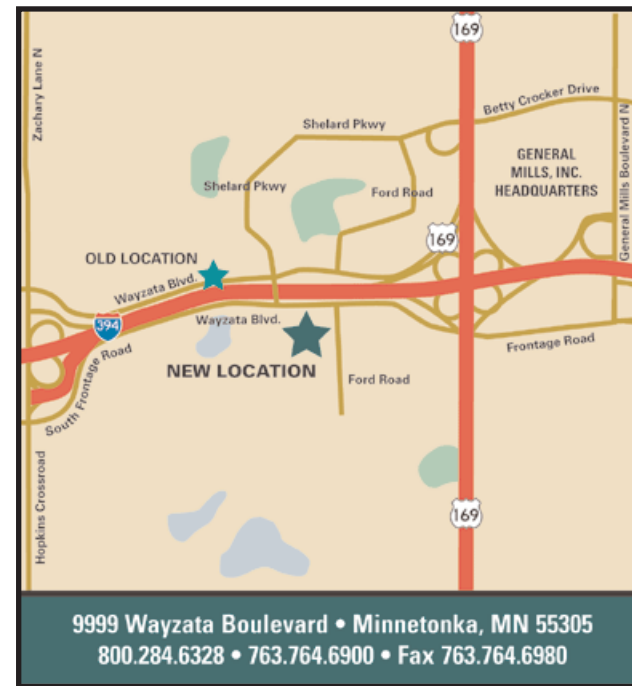 169
Zachary Lane N
Betty Crocker Drive
General Mills Boulevard N
Shelard Pkwy
GENERAL
MILLS, INC.
HEADQUARTERS
Shelard Pkwy
Ford Road
169
OLD LOCATION
Wayzata Blvd.
394
Wayzata Blvd.
Frontage Road
South Frontage Road
NEW LOCATION
Ford Road
Hopkins Crossroad
169
9999 Wayzata Boulevard • Minnetonka, MN 55305
800.284.6328 • 763.764.6900 • Fax 763.764.6980